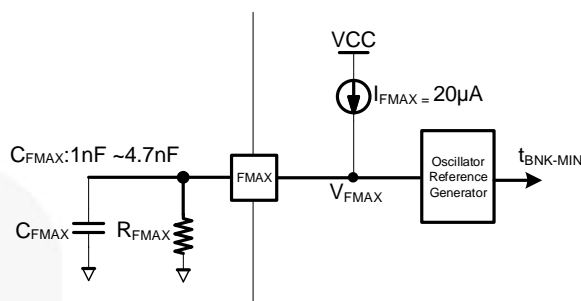 VCC
IFMAX = 20µA
CFMAX:1nF ~4.7nF
FMAX
VFMAX
Oscillator
Reference
Generator
tBNK-MIN
CFMAX
RFMAX